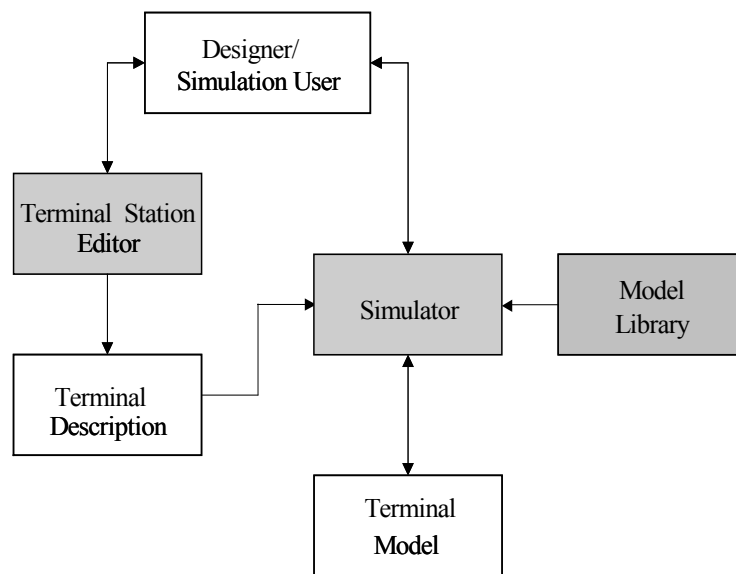 Designer/
Simulation User
Terminal Station
Editor
Simulator
Model
Library
Terminal
Description
Terminal
Model